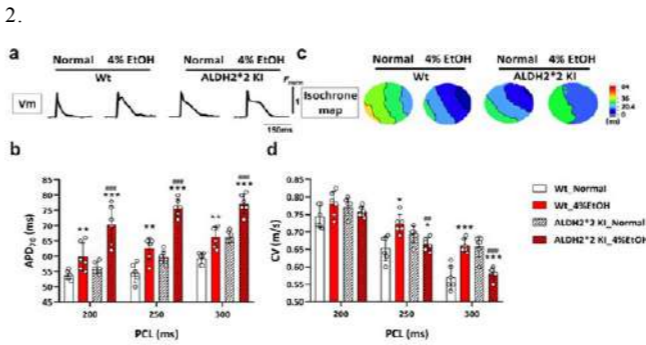 2.
a
Normal 4% EtOH
Wt
Normal 4% EtOH
ALDH2*2 KI
Vm
1
150ms
c
Normal 4% EtOH
Wt
Normal 4% EtOH
ALDH2*2 KI
Isochrone
map
0
(ms)
b
APD70 (ms)
85
80
75
70
65
60
55
50
45
**
###
***
**
###
***
**
###
***
200 250 300
PCL (ms)
d
CV (m/s)
0.85
0.80
0.75
0.70
0.65
0.60
0.55
0.50
*
##
*
***
###
***
200 250 300
PCL (ms)
Wt_Normal
Wt_4%EtOH
ALDH2*2 KI_Normal
ALDH2*2 KI_4%EtOH